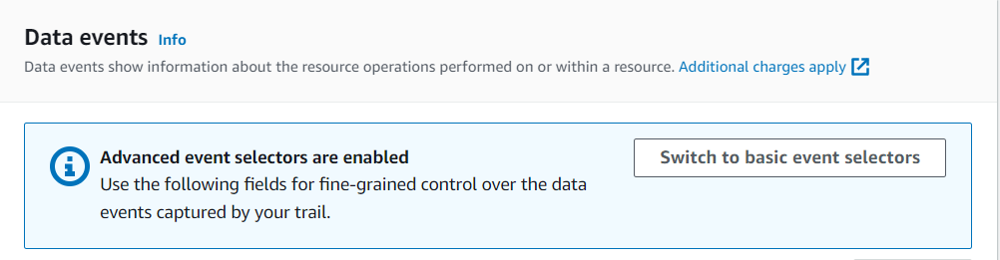 Data events Info
Data events show information about the resource operations performed on or within a resource. Additional charges apply
Advanced event selectors are enabled
Switch to basic event selectors
Use the following fields for fine-grained control over the data
events captured by your trail.